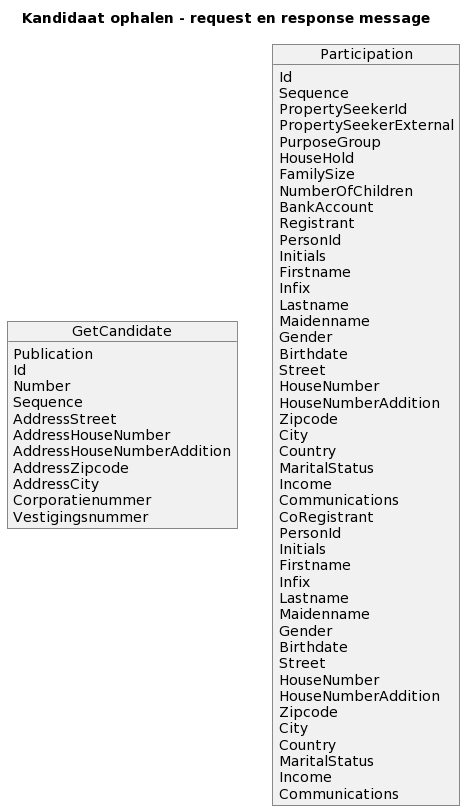 Kandidaat ophalen - request en response message
GetCandidate
Publication
Id
Number
Sequence
AddressStreet
AddressHouseNumber
AddressHouseNumberAddition
AddressZipcode
AddressCity
Corporatienummer
Vestigingsnummer
Participation
Id
Sequence
PropertySeekerId
PropertySeekerExternal
PurposeGroup
HouseHold
FamilySize
NumberOfChildren
BankAccount
Registrant
PersonId
Initials
Firstname
Infix
Lastname
Maidenname
Gender
Birthdate
Street
HouseNumber
HouseNumberAddition
Zipcode
City
Country
MaritalStatus
Income
Communications
CoRegistrant
PersonId
Initials
Firstname
Infix
Lastname
Maidenname
Gender
Birthdate
Street
HouseNumber
HouseNumberAddition
Zipcode
City
Country
MaritalStatus
Income
Communications